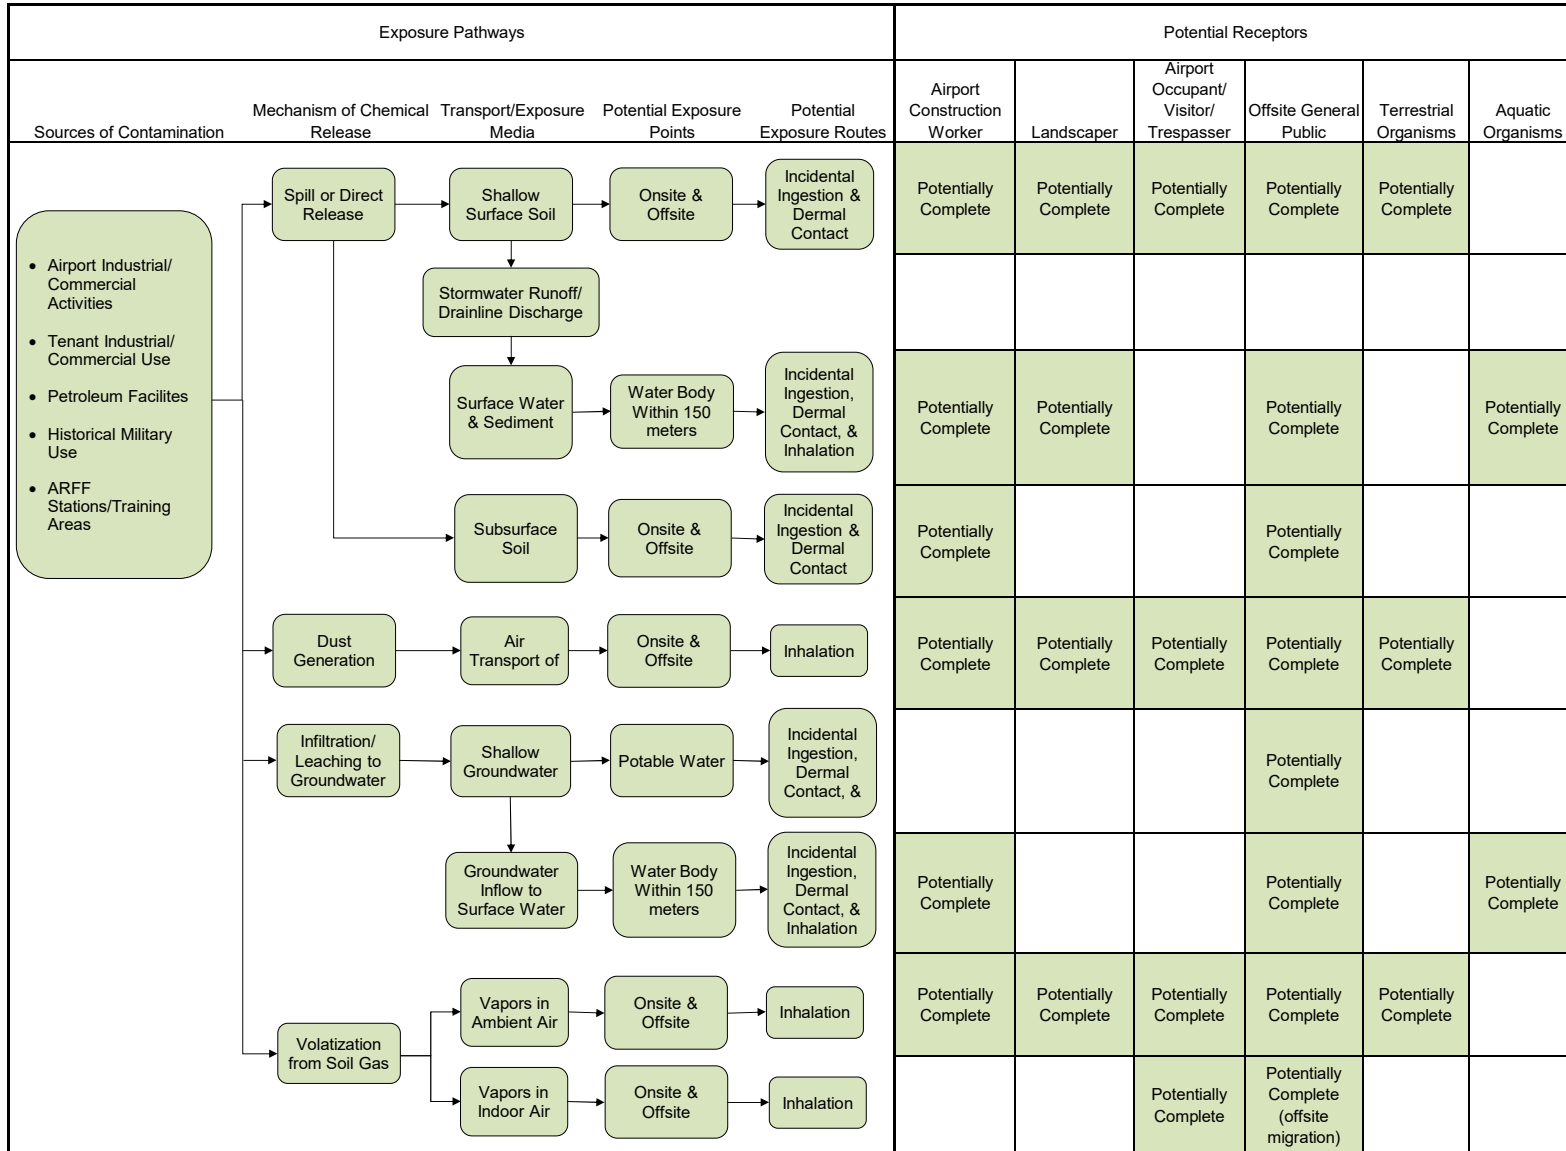 Exposure Pathways
Potential Receptors
Sources of Contamination
Mechanism of Chemical
Release
Transport/Exposure
Media
Potential Exposure
Points
Potential
Exposure Routes
Airport
Construction
Worker
Landscaper
Airport
Occupant/
Visitor/
Trespasser
Offsite General
Public
Terrestrial
Organisms
Aquatic
Organisms
• Airport Industrial/
Commercial
Activities
• Tenant Industrial/
Commercial Use
• Petroleum Facilites
• Historical Military
Use
• ARFF
Stations/Training
Areas
Spill or Direct
Release
Shallow
Surface Soil
Onsite &
Offsite
Incidental
Ingestion &
Dermal
Contact
Potentially
Complete
Potentially
Complete
Potentially
Complete
Potentially
Complete
Potentially
Complete
Stormwater Runoff/
Drainline Discharge
Surface Water
& Sediment
Water Body
Within 150
meters
Incidental
Ingestion,
Dermal
Contact, &
Inhalation
Potentially
Complete
Potentially
Complete
Potentially
Complete
Potentially
Complete
Subsurface
Soil
Onsite &
Offsite
Incidental
Ingestion &
Dermal
Contact
Potentially
Complete
Potentially
Complete
Dust
Generation
Air
Transport of
Onsite &
Offsite
Inhalation
Potentially
Complete
Potentially
Complete
Potentially
Complete
Potentially
Complete
Potentially
Complete
Infiltration/
Leaching to
Groundwater
Shallow
Groundwater
Potable Water
Incidental
Ingestion,
Dermal
Contact, &
Potentially
Complete
Groundwater
Inflow to
Surface Water
Water Body
Within 150
meters
Incidental
Ingestion,
Dermal
Contact, &
Inhalation
Potentially
Complete
Potentially
Complete
Potentially
Complete
Volatization
from Soil Gas
Vapors in
Ambient Air
Onsite &
Offsite
Inhalation
Potentially
Complete
Potentially
Complete
Potentially
Complete
Potentially
Complete
Potentially
Complete
Vapors in
Indoor Air
Onsite &
Offsite
Inhalation
Potentially
Complete
Potentially
Complete
(offsite
migration)